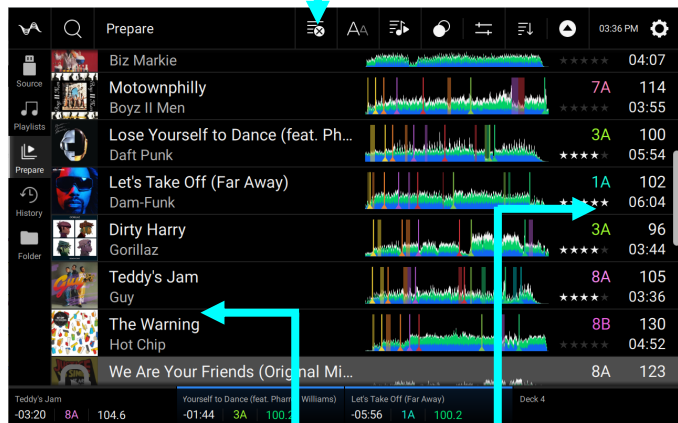 Prepare
AA
03:36 PM
Biz Markie
04:07
Source
Motownphilly
7A
114
Boyz II Men
03:55
Playlists
Lose Yourself to Dance (feat. Ph...
3A
100
Daft Punk
05:54
Prepare
Let's Take Off (Far Away)
1A
102
Dam-Funk
06:04
History
Dirty Harry
3A
96
Gorillaz
03:44
Folder
Teddy's Jam
8A
105
Guy
03:36
The Warning
8B
130
Hot Chip
04:52
We Are Your Friends (Original Mi...
8A
123
Teddy's Jam
-03:20 8A 104.6
Yourself to Dance (feat. Pharrell Williams)
-01:44 3A 100.2
Let's Take Off (Far Away)
-05:56 1A 100.2
Deck 4